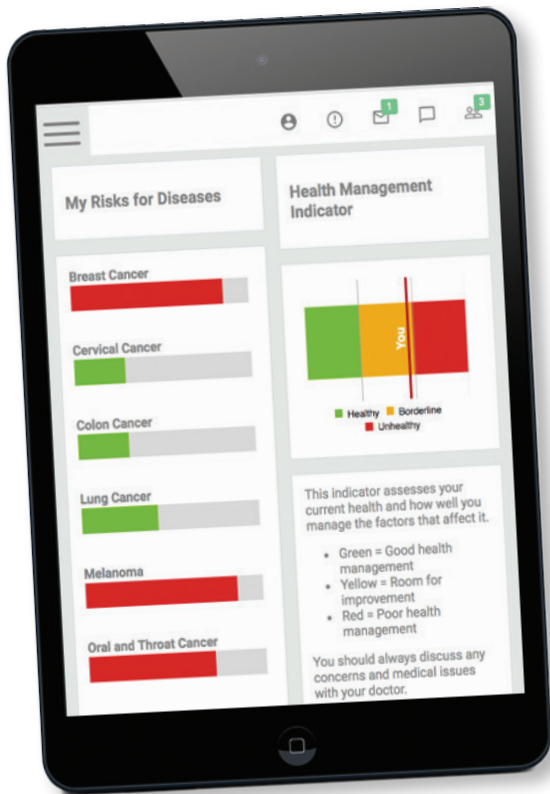 1
3
My Risks for Diseases
Breast Cancer
Cervical Cancer
Colon Cancer
Lung Cancer
Melanoma
Oral and Throat Cancer
Health Management
Indicator
You
Healthy Borderline
Unhealthy
This indicator assesses your
current health and how well you
manage the factors that affect it.
• Green = Good health
management
• Yellow = Room for
improvement
• Red = Poor health
management
You should always discuss any
concerns and medical issues
with your doctor.